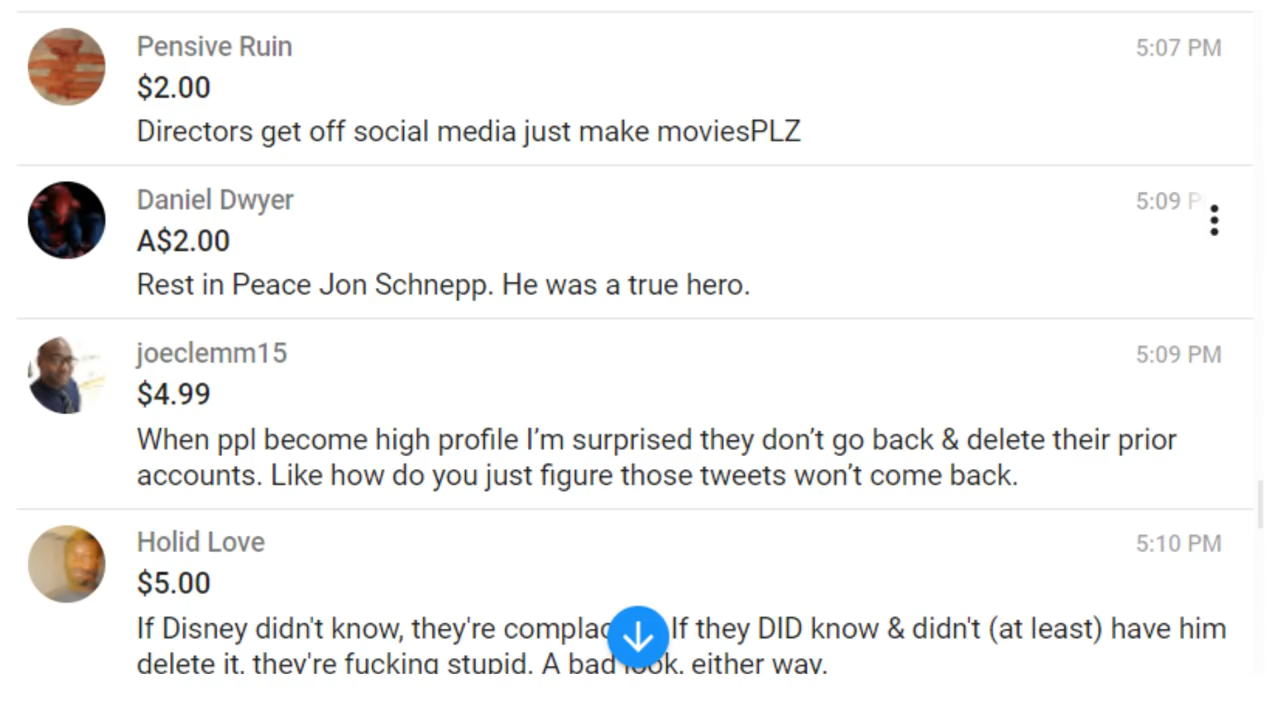 Pensive Ruin
5:07 PM
$2.00
Directors get off social media just make moviesPLZ
Daniel Dwyer
5:09 P
A$2.00
Rest in Peace Jon Schnepp. He was a true hero.
joeclemm15
5:09 PM
$4.99
When ppl become high profile I’m surprised they don’t go back & delete their prior
accounts. Like how do you just figure those tweets won’t come back.
Holid Love
5:10 PM
$5.00
If Disney didn't know, they're If they DID know & didn't (at least) have him
delete it, they're fucking stupid. A bad look, either way.